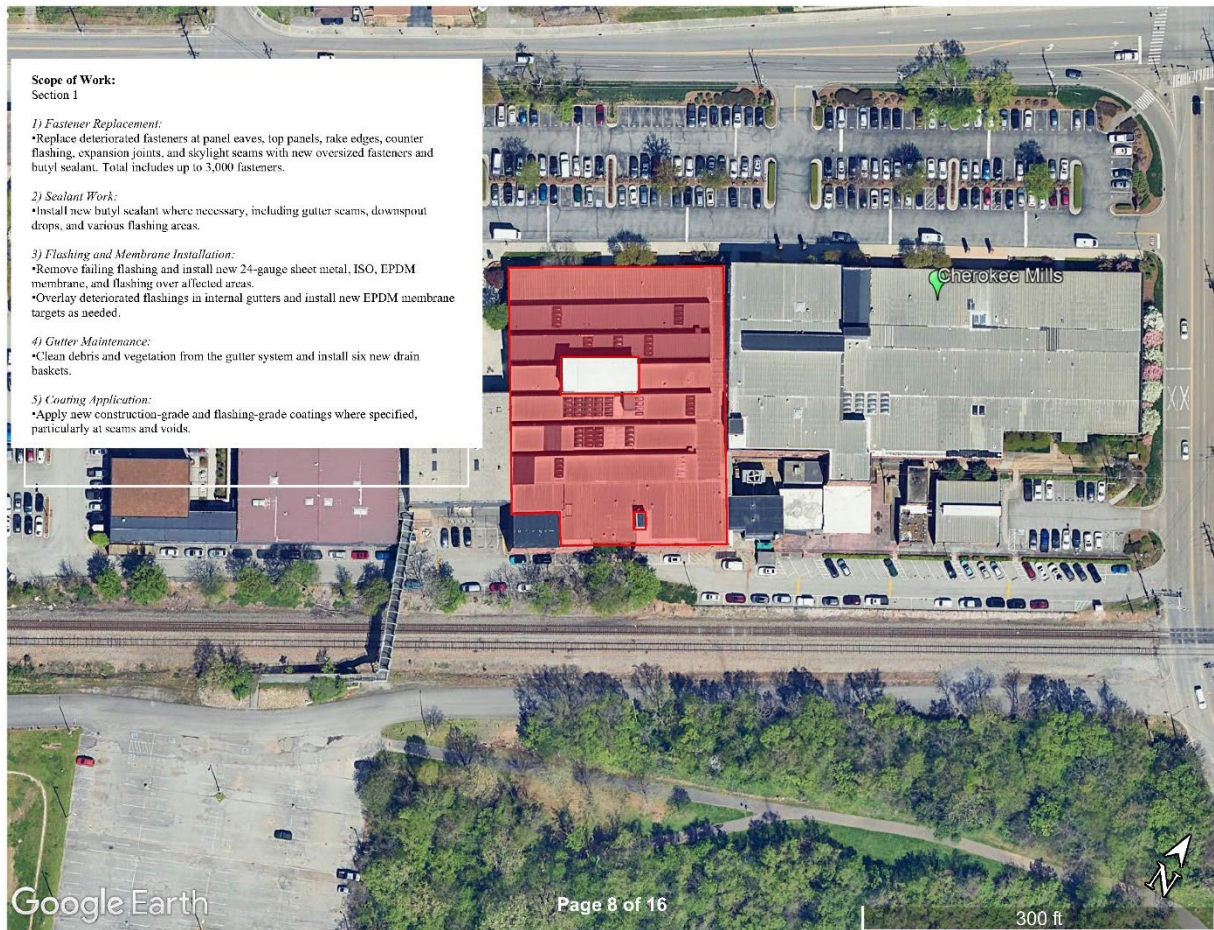 Scope of Work:
Section 1
1) Fastener Replacement:
•Replace deteriorated fasteners at panel eaves, top panels, rake edges, counter
flashing, expansion joints, and skylight seams with new oversized fasteners and
butyl sealant. Total includes up to 3,000 fasteners.
2) Sealant Work:
•Install new butyl sealant where necessary, including gutter seams, downspout
drops, and various flashing areas.
3) Flashing and Membrane Installation:
•Remove failing flashing and install new 24-gauge sheet metal, ISO, EPDM
membrane, and flashing over affected areas.
•Overlay deteriorated flashings in internal gutters and install new EPDM membrane
targets as needed.
4) Gutter Maintenance:
•Clean debris and vegetation from the gutter system and install six new drain
baskets.
5) Coating Application:
•Apply new construction-grade and flashing-grade coatings where specified,
particularly at seams and voids.
Cherokee Mills
Google Earth
Page 8 of 16
N
300 ft